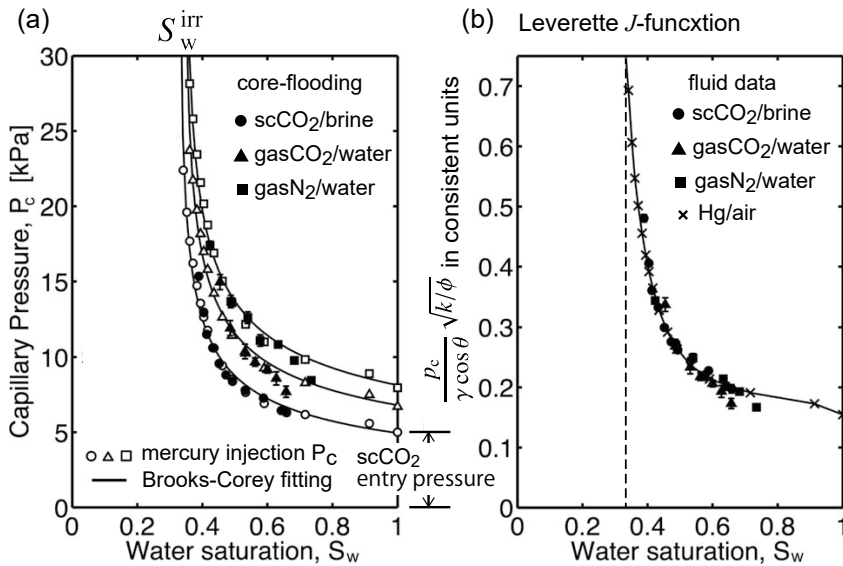 (a)
S_w^irr
30
25
20
15
10
5
0
Capillary Pressure, P_c [kPa]
core-flooding
scCO₂/brine
gasCO₂/water
gasN₂/water
mercury injection P_c
Brooks-Corey fitting
scCO₂
entry pressure
0 0.2 0.4 0.6 0.8 1
Water saturation, S_w
(b) Leverette J-funcxtion
0.7
0.6
0.5
0.4
0.3
0.2
0.1
0
p_c / γ cos θ √k/ϕ in consistent units
fluid data
scCO₂/brine
gasCO₂/water
gasN₂/water
Hg/air
0 0.2 0.4 0.6 0.8 1
Water saturation, S_w